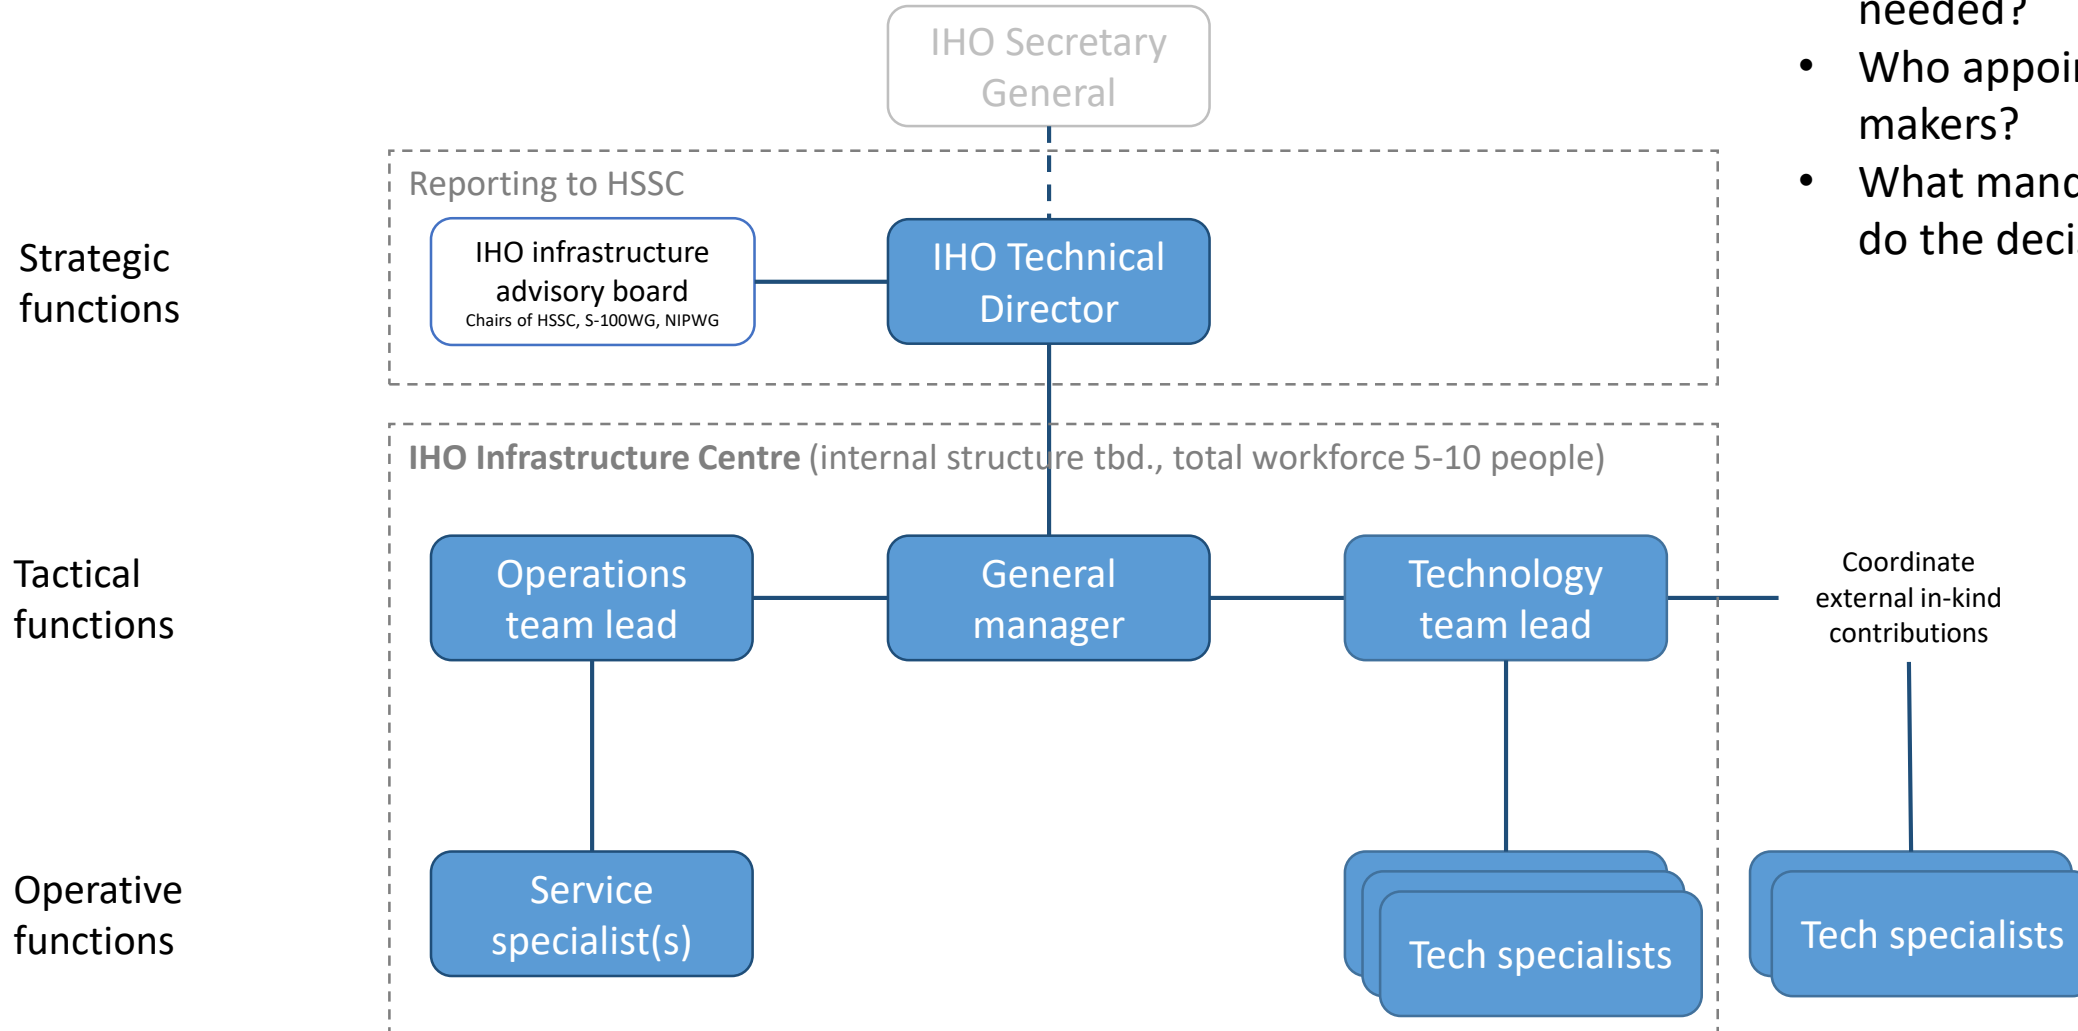 IHO Secretary
General
needed?
• Who
makers?
• What
do the
Reporting to HSSC
Strategic
functions
IHO infrastructure
advisory board
Chairs of HSSC, S-100WG, NIPWG
IHO Technical
Director
IHO Infrastructure Centre (internal structure tbd., total workforce 5-10 people)
Tactical
functions
Operations
team lead
General
manager
Technology
team lead
Coordinate
external in-kind
contributions
Operative
functions
Service
specialist(s)
Tech specialists
Tech specialists